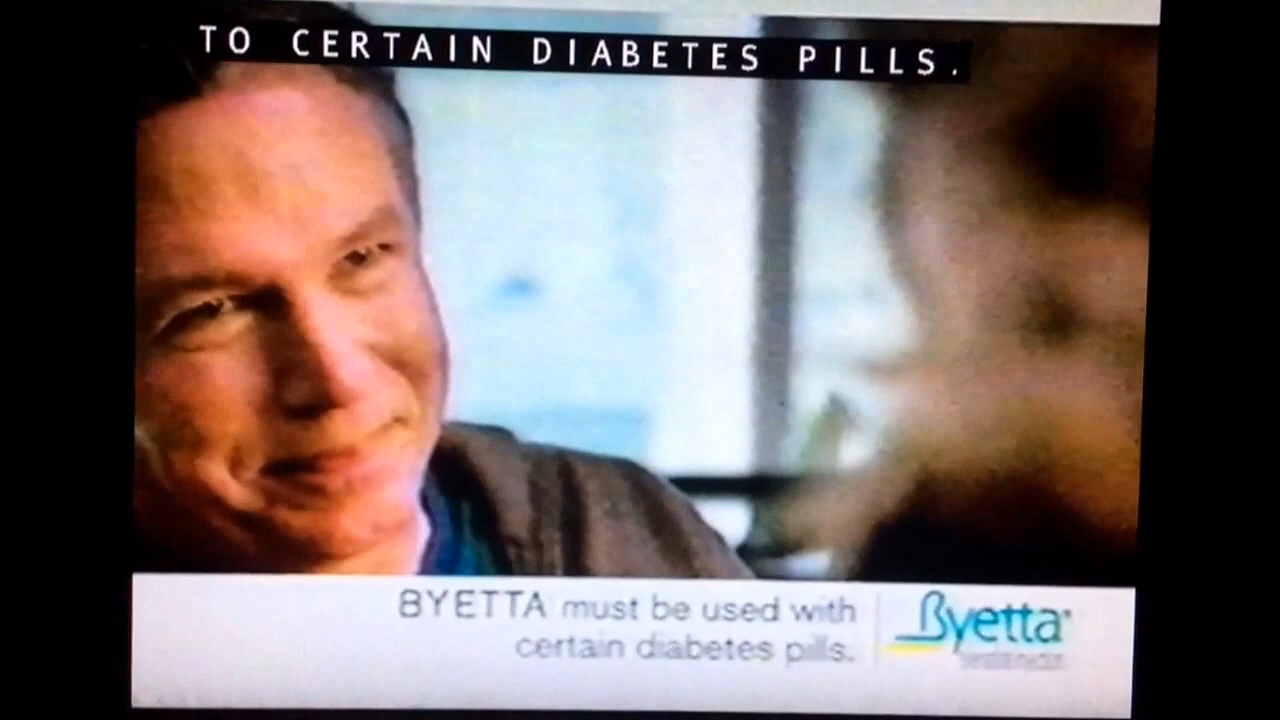 TO CERTAIN DIABETES PILLS.
BYETTA must be used with
certain diabetes pills.
Byetta®